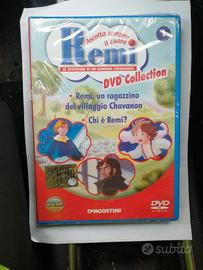 Ascolta sempre
il cuore
Remi
LE AVVENTURE DI UN BAMBINO CORAGGIOSO
DVD Collection
• Remi, un ragazzino
del villaggio Chavanon
• Chi è Remi?
DeAGOSTINI
DVD
VIDEO
subito